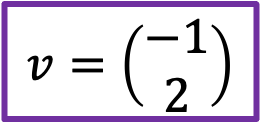 v = (−1
2)